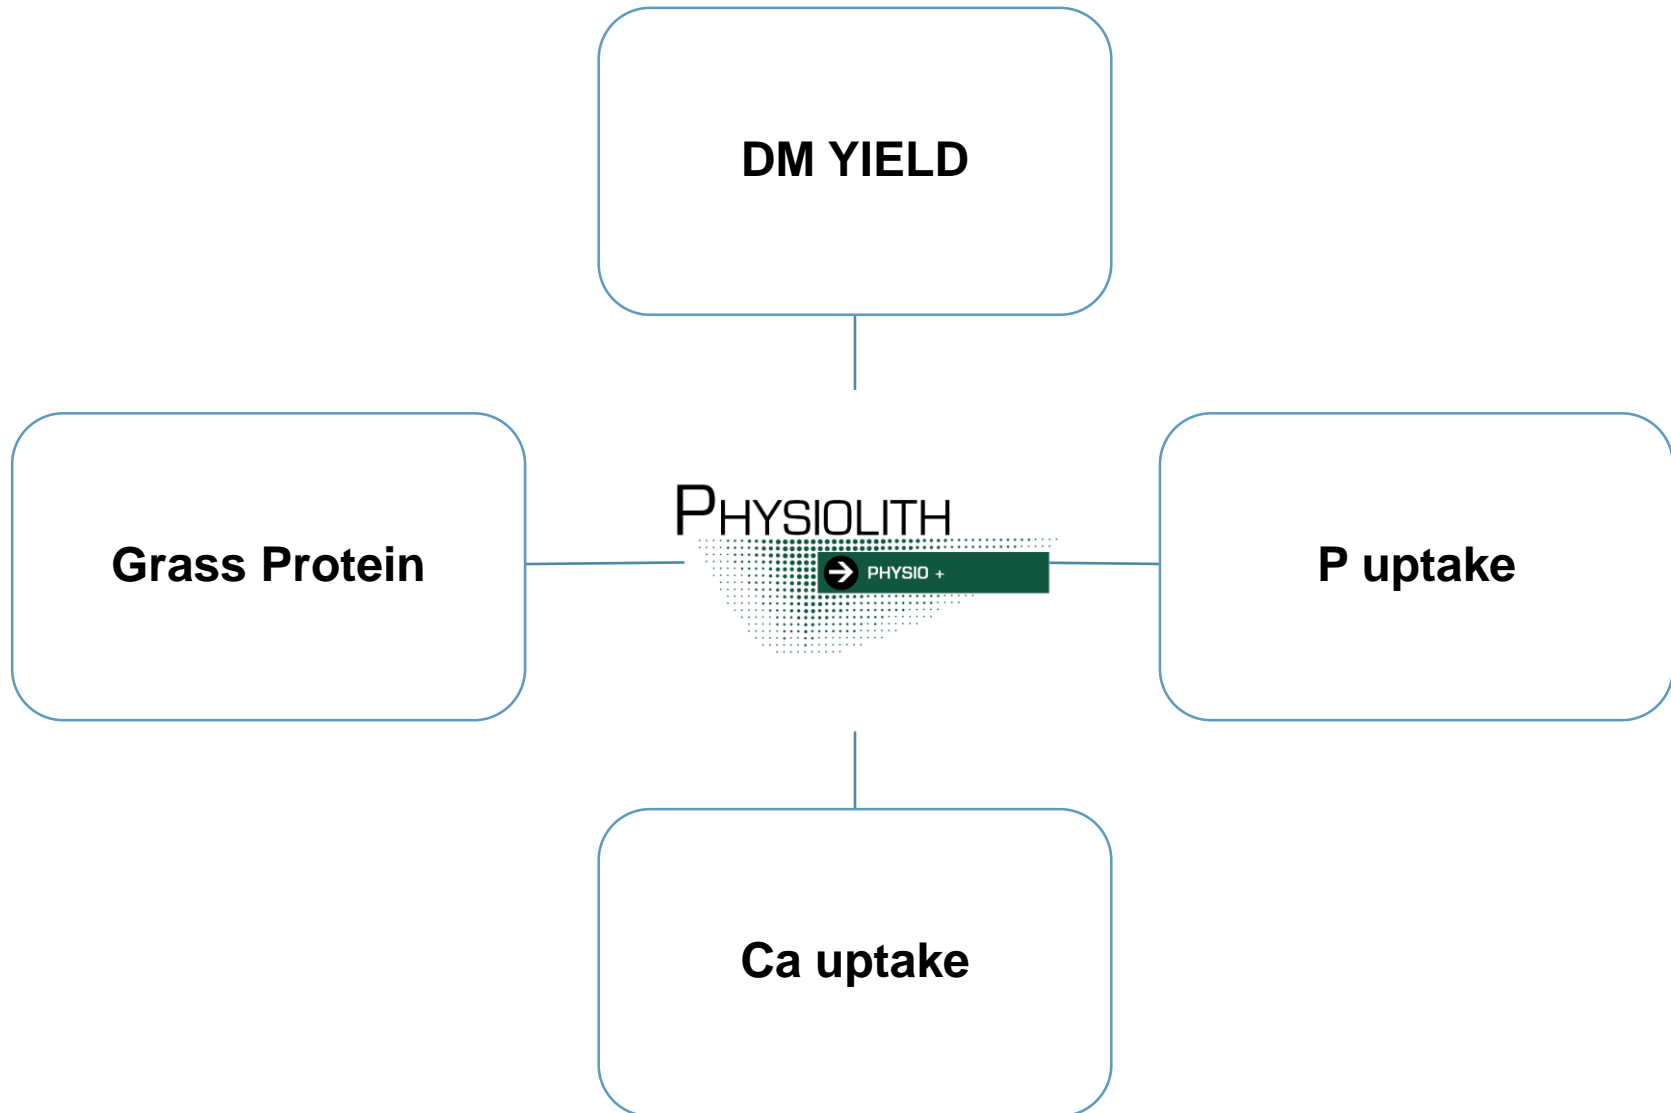 DM YIELD
Grass Protein
PHYSIOLITH
PHYSIO +
P uptake
Ca uptake